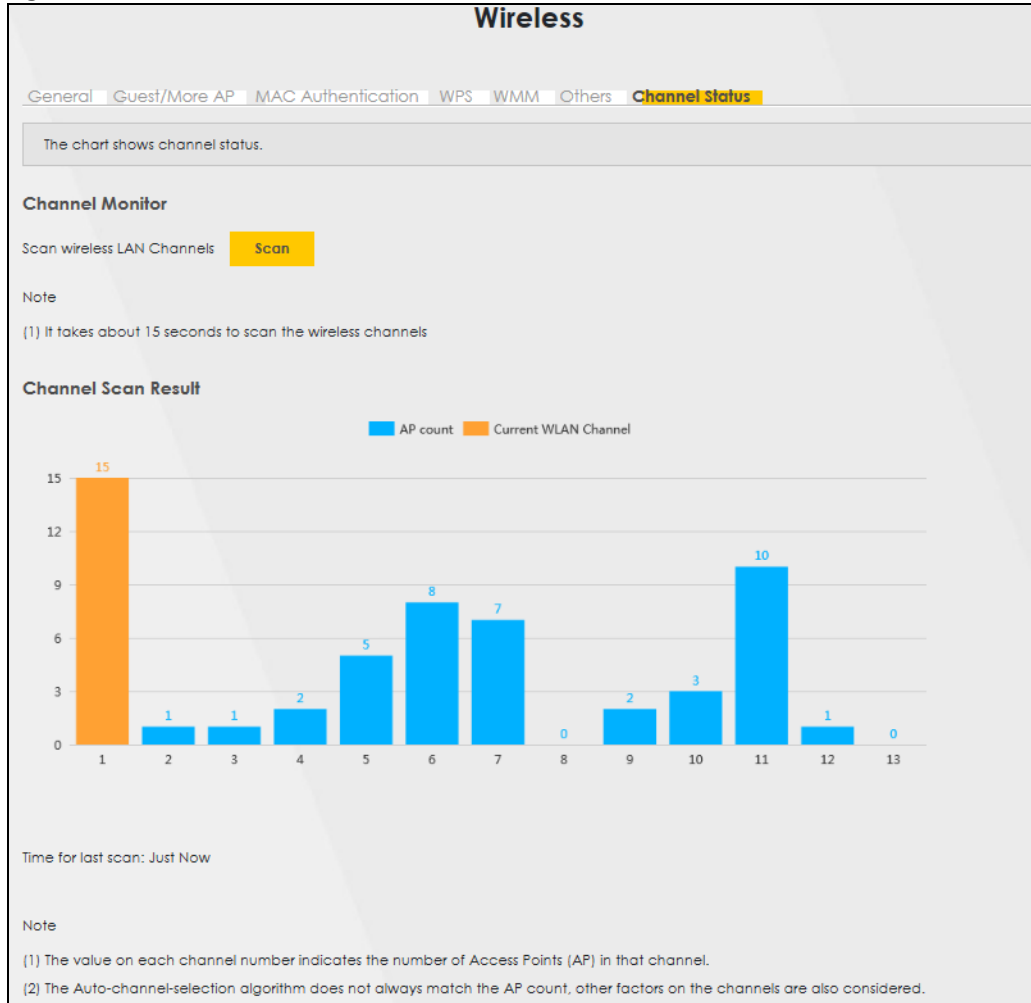 Wireless
General Guest/More AP MAC Authentication WPS WMM Others Channel Status
The chart shows channel status.
Channel Monitor
Scan wireless LAN Channels Scan
Note
(1) It takes about 15 seconds to scan the wireless channels
Channel Scan Result
AP count Current WLAN Channel
15
15
12
10
9
8
7
6
5
3
3
2
2
1
1
1
0
0
0
1 2 3 4 5 6 7 8 9 10 11 12 13
Time for last scan: Just Now
Note
(1) The value on each channel number indicates the number of Access Points (AP) in that channel.
(2) The Auto-channel-selection algorithm does not always match the AP count, other factors on the channels are also considered.